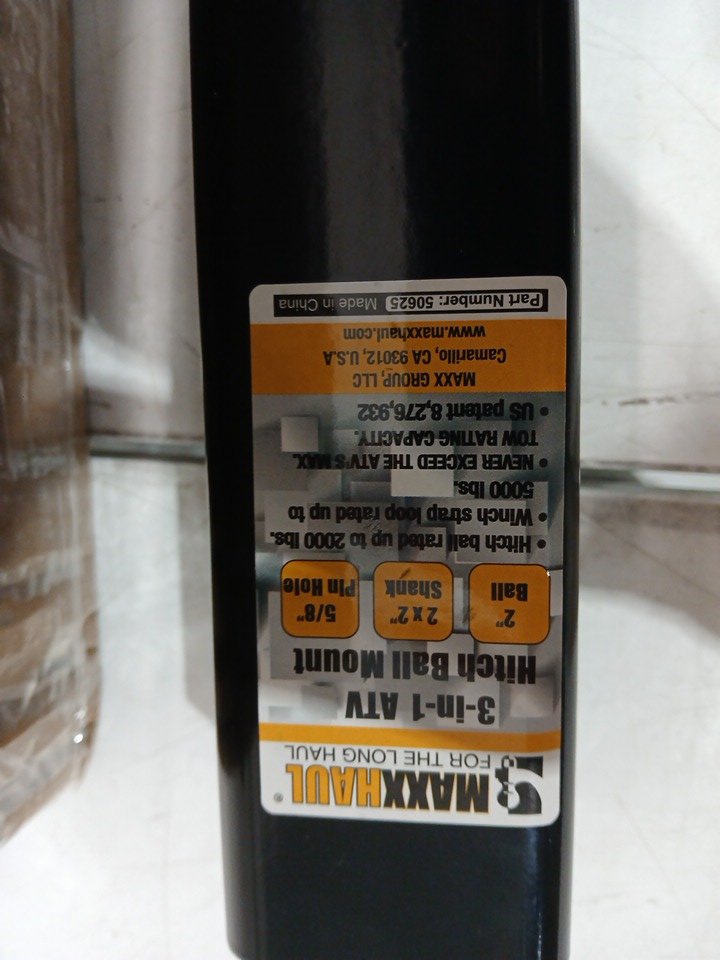 MAXXHAUL®
FOR THE LONG HAUL
3-in-1 ATV
Hitch Ball Mount
2"
Ball
2 x 2"
Shank
5/8"
Pin Hole
• Hitch ball rated up to 2000 lbs.
• Winch strap loop rated up to
5000 lbs.
• NEVER EXCEED THE ATV'S MAX.
TOW RATING CAPACITY.
• US patent 8,276,932
MAXX GROUP, LLC
Camarillo, CA 93012, U.S.A
www.maxxhaul.com
Part Number: 50625 Made in China